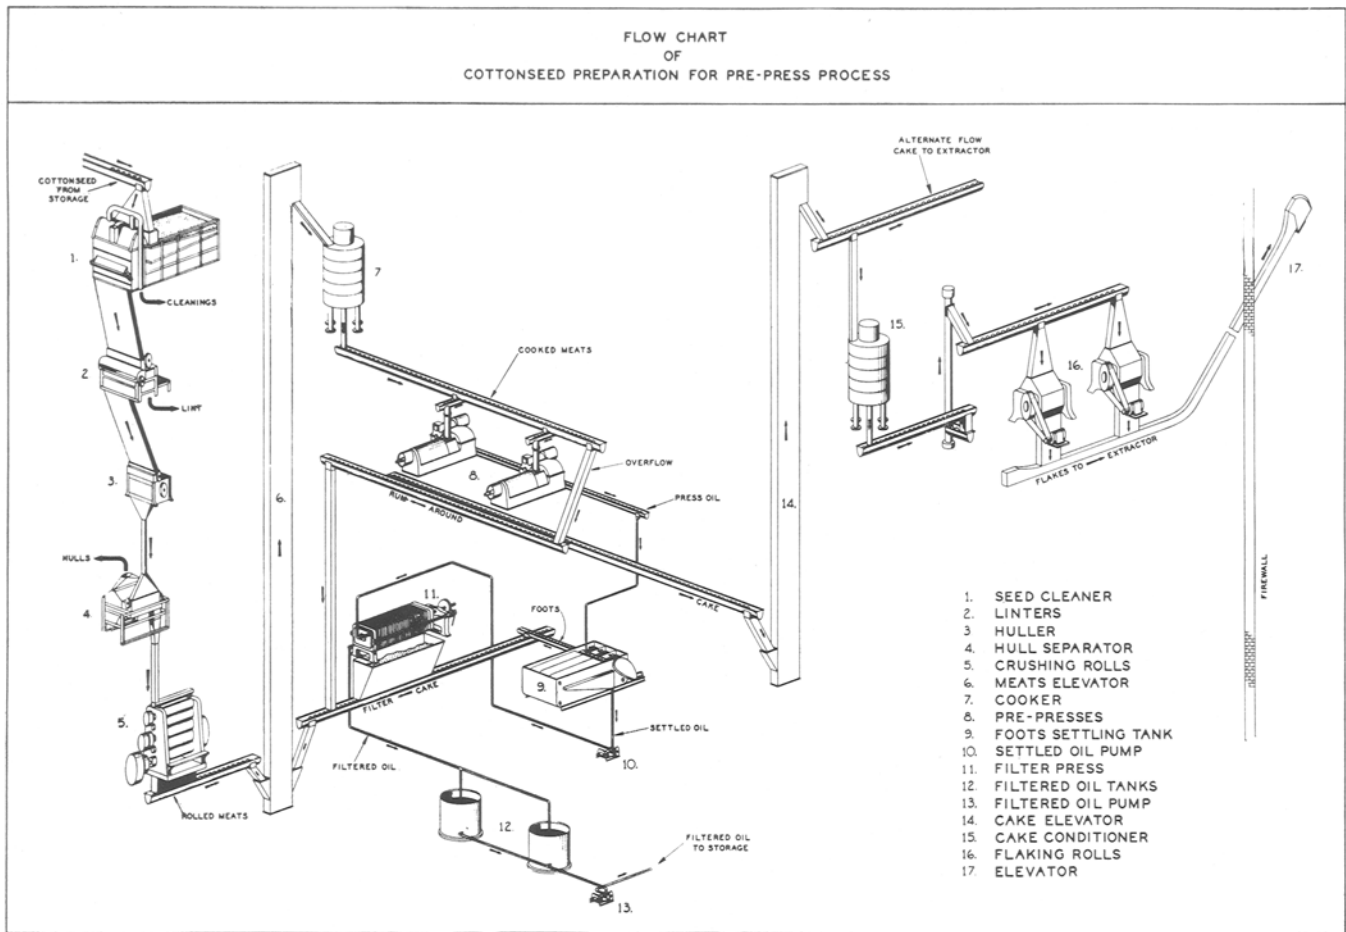 FLOW CHART
OF
COTTONSEED PREPARATION FOR PRE-PRESS PROCESS
COTTONSEED
FROM
STORAGE
1.
CLEANINGS
2
LINT
3.
HULLS
4.
5.
ROLLED MEATS
6.
7
COOKED MEATS
8.
OVERFLOW
PRESS OIL
RUN
AROUND
CAKE
11.
FOOTS
9.
FILTER
CAKE
SETTLED OIL
10.
FILTERED OIL
12.
FILTERED OIL
TO STORAGE
13.
14.
ALTERNATE FLOW
CAKE TO EXTRACTOR
15.
16.
17.
FLAKES TO
EXTRACTOR
FIREWALL
1. SEED CLEANER
2. LINTERS
3 HULLER
4. HULL SEPARATOR
5. CRUSHING ROLLS
6. MEATS ELEVATOR
7. COOKER
8. PRE-PRESSES
9. FOOTS SETTLING TANK
10. SETTLED OIL PUMP
11. FILTER PRESS
12. FILTERED OIL TANKS
13. FILTERED OIL PUMP
14. CAKE ELEVATOR
15. CAKE CONDITIONER
16. FLAKING ROLLS
17. ELEVATOR